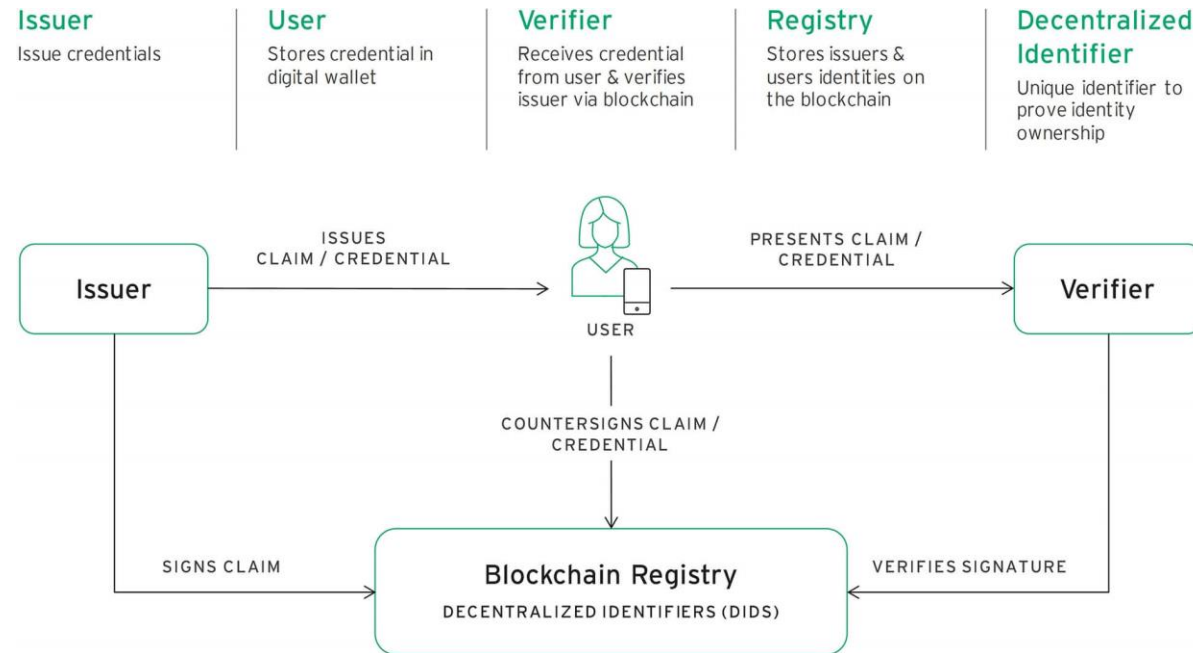 Issuer
Issue credentials
User
Stores credential in
digital wallet
Verifier
Receives credential
from user & verifies
issuer via blockchain
Registry
Stores issuers &
users identities on
the blockchain
Decentralized
Identifier
Unique identifier to
prove identity
ownership
ISSUES
CLAIM / CREDENTIAL
PRESENTS CLAIM /
CREDENTIAL
Issuer
Verifier
USER
COUNTERSIGNS CLAIM /
CREDENTIAL
SIGNS CLAIM
Blockchain Registry
DECENTRALIZED IDENTIFIERS (DIDS)
VERIFIES SIGNATURE